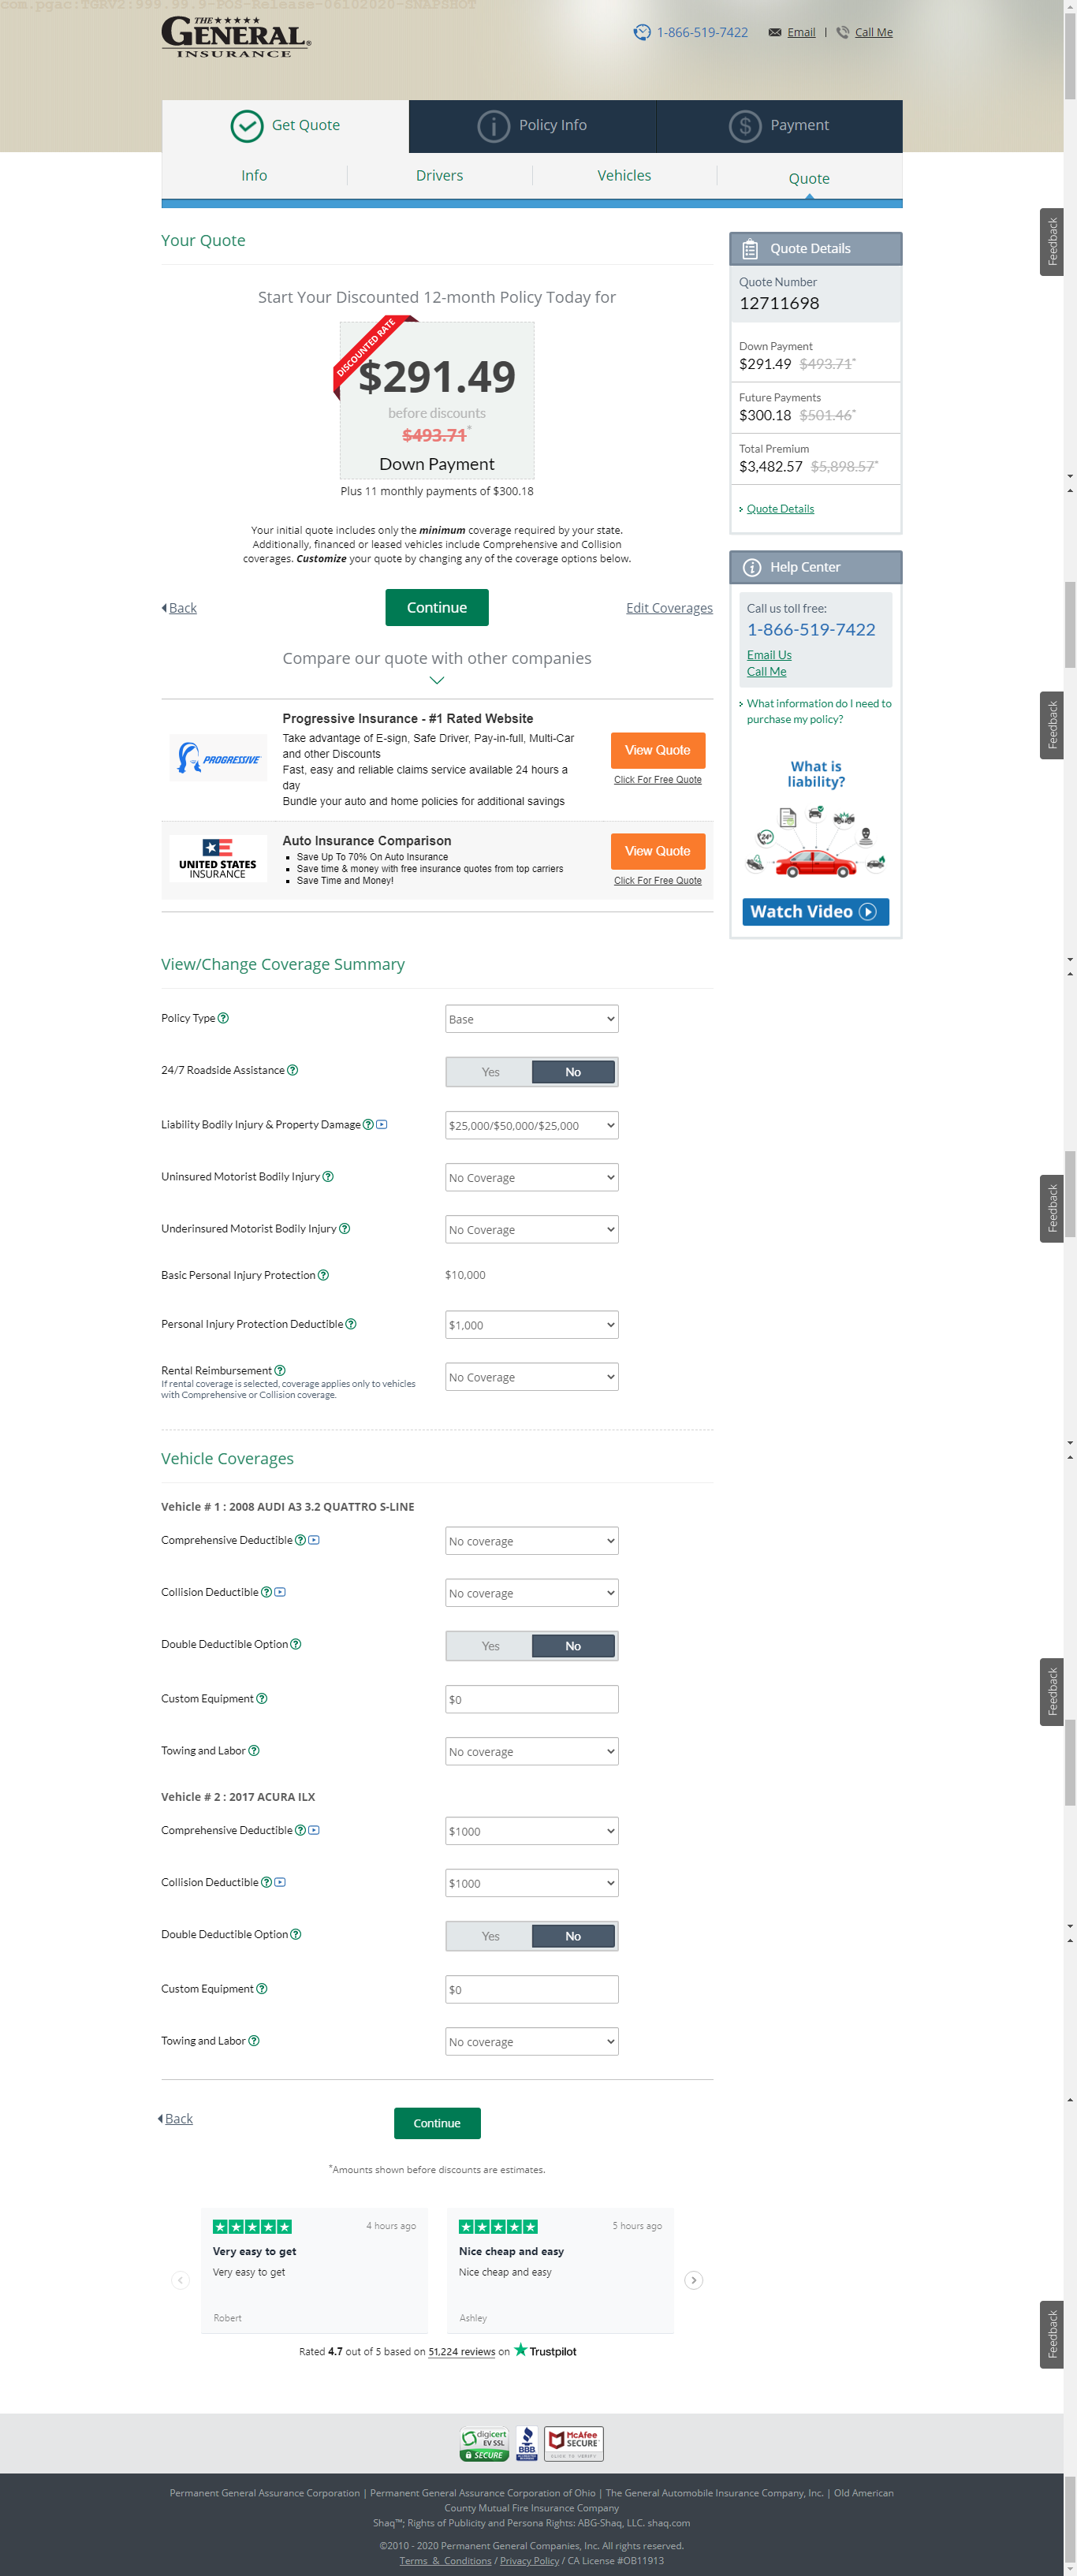 com.pgac:TGRV2:999.99.9-POS-Release-06102020-SNAPSHOT
THE GENERAL® INSURANCE
1-866-519-7422
Email | Call Me
Get Quote
Policy Info
Payment
Info
Drivers
Vehicles
Quote
Your Quote
Start Your Discounted 12-month Policy Today for
DISCOUNTED RATE
$291.49
before discounts
$493.71*
Down Payment
Plus 11 monthly payments of $300.18
Your initial quote includes only the minimum coverage required by your state.
Additionally, financed or leased vehicles include Comprehensive and Collision
coverages. Customize your quote by changing any of the coverage options below.
Back
Continue
Edit Coverages
Compare our quote with other companies
PROGRESSIVE
Progressive Insurance - #1 Rated Website
Take advantage of E-sign, Safe Driver, Pay-in-full, Multi-Car
and other Discounts
Fast, easy and reliable claims service available 24 hours a
day
Bundle your auto and home policies for additional savings
View Quote
Click For Free Quote
UNITED STATES
INSURANCE
Auto Insurance Comparison
Save Up To 70% On Auto Insurance
Save time & money with free insurance quotes from top carriers
Save Time and Money!
View Quote
Click For Free Quote
Quote Details
Quote Number
12711698
Down Payment
$291.49 $493.71*
Future Payments
$300.18 $501.46*
Total Premium
$3,482.57 $5,898.57*
Quote Details
Help Center
Call us toll free:
1-866-519-7422
Email Us
Call Me
What information do I need to
purchase my policy?
What is
liability?
24*
Watch Video
View/Change Coverage Summary
Policy Type
Base
24/7 Roadside Assistance
Yes
No
Liability Bodily Injury & Property Damage
$25,000/$50,000/$25,000
Uninsured Motorist Bodily Injury
No Coverage
Underinsured Motorist Bodily Injury
No Coverage
Basic Personal Injury Protection
$10,000
Personal Injury Protection Deductible
$1,000
Rental Reimbursement
If rental coverage is selected, coverage applies only to vehicles
with Comprehensive or Collision coverage.
No Coverage
Vehicle Coverages
Vehicle # 1 : 2008 AUDI A3 3.2 QUATTRO S-LINE
Comprehensive Deductible
No coverage
Collision Deductible
No coverage
Double Deductible Option
Yes
No
Custom Equipment
$0
Towing and Labor
No coverage
Vehicle # 2 : 2017 ACURA ILX
Comprehensive Deductible
$1000
Collision Deductible
$1000
Double Deductible Option
Yes
No
Custom Equipment
$0
Towing and Labor
No coverage
Back
Continue
*Amounts shown before discounts are estimates.
4 hours ago
Very easy to get
Very easy to get
Robert
5 hours ago
Nice cheap and easy
Nice cheap and easy
Ashley
Rated 4.7 out of 5 based on 51,224 reviews on Trustpilot
Feedback
Feedback
Feedback
Feedback
Feedback
digicert
EV SSL
SECURE
BBB
McAfee
SECURE
CLICK TO VERIFY
Permanent General Assurance Corporation | Permanent General Assurance Corporation of Ohio | The General Automobile Insurance Company, Inc. | Old American
County Mutual Fire Insurance Company
Shaq™; Rights of Publicity and Persona Rights: ABG-Shaq, LLC. shaq.com
©2010 - 2020 Permanent General Companies, Inc. All rights reserved.
Terms & Conditions / Privacy Policy / CA License #OB11913